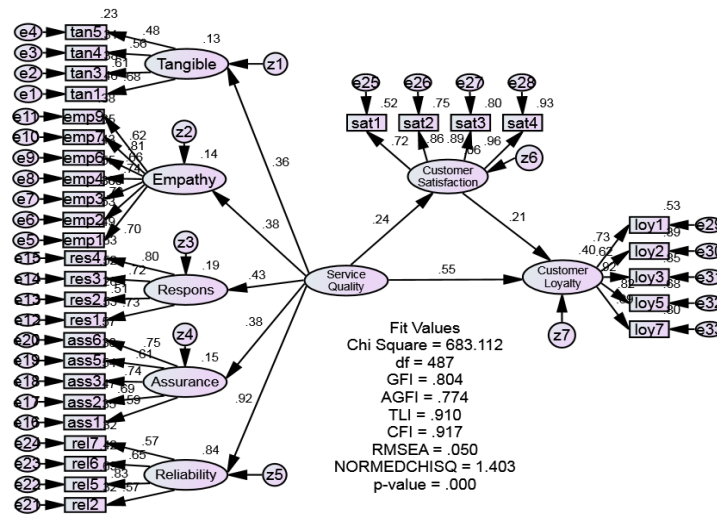 .23
e4 tan5 .48
e3 tan4 .56
e2 tan3 .61
e1 tan1 .68
Tangible .13 z1
e11 emp9 .62
e10 emp7 .81
e9 emp6 .66
e8 emp4 .74
e7 emp3
e6 emp2
e5 emp1 .70
z2
Empathy .14
e15 res4 .80
e14 res3 .72
e13 res2 .51
e12 res1 .73
z3
Respons .19
e20 ass6 .75
e19 ass5 .61
e18 ass3 .74
e17 ass2 .69
e16 ass1 .59
z4
Assurance .15
e24 rel7 .57
e23 rel6 .65
e22 rel5 .83
e21 rel2 .57
Reliability .84 z5
.36
.38
.43
.38
.92
Service
Quality
.24
.55
e25 e26 e27 e28
sat1 .52 sat2 .75 sat3 .80 sat4 .93
.72 .86 .89 .96
Customer
Satisfaction
.06
z6
.21
Customer
Loyalty
.40
z7
.53
.73 loy1 e29
.62 loy2 e30
.92 loy3 e31
.82 loy5 e32
loy7 e33
Fit Values
Chi Square = 683.112
df = 487
GFI = .804
AGFI = .774
TLI = .910
CFI = .917
RMSEA = .050
NORMEDCHISQ = 1.403
p-value = .000